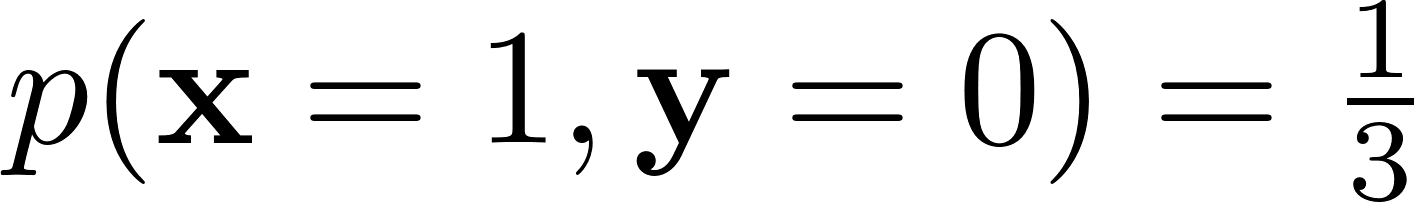 p(𝐱 = 1, 𝐲 = 0) = 1/3